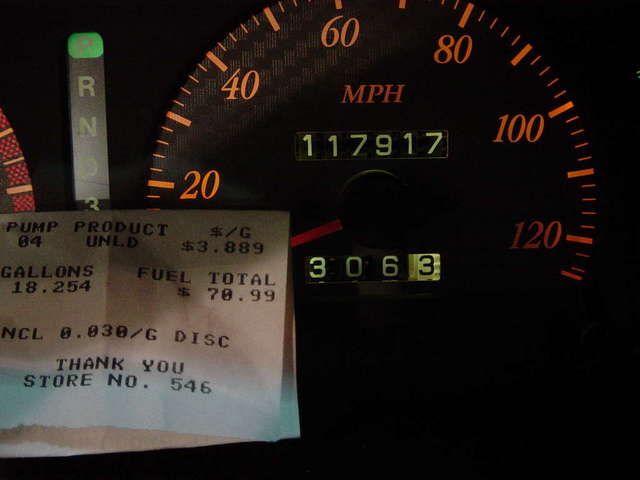 P
R
N
D
3
20
40
60
80
100
120
MPH
117917
3063
PUMP PRODUCT $/G
04 UNLD $3.889
GALLONS FUEL TOTAL
18.254 $ 70.99
NCL 0.030/G DISC
THANK YOU
STORE NO. 546